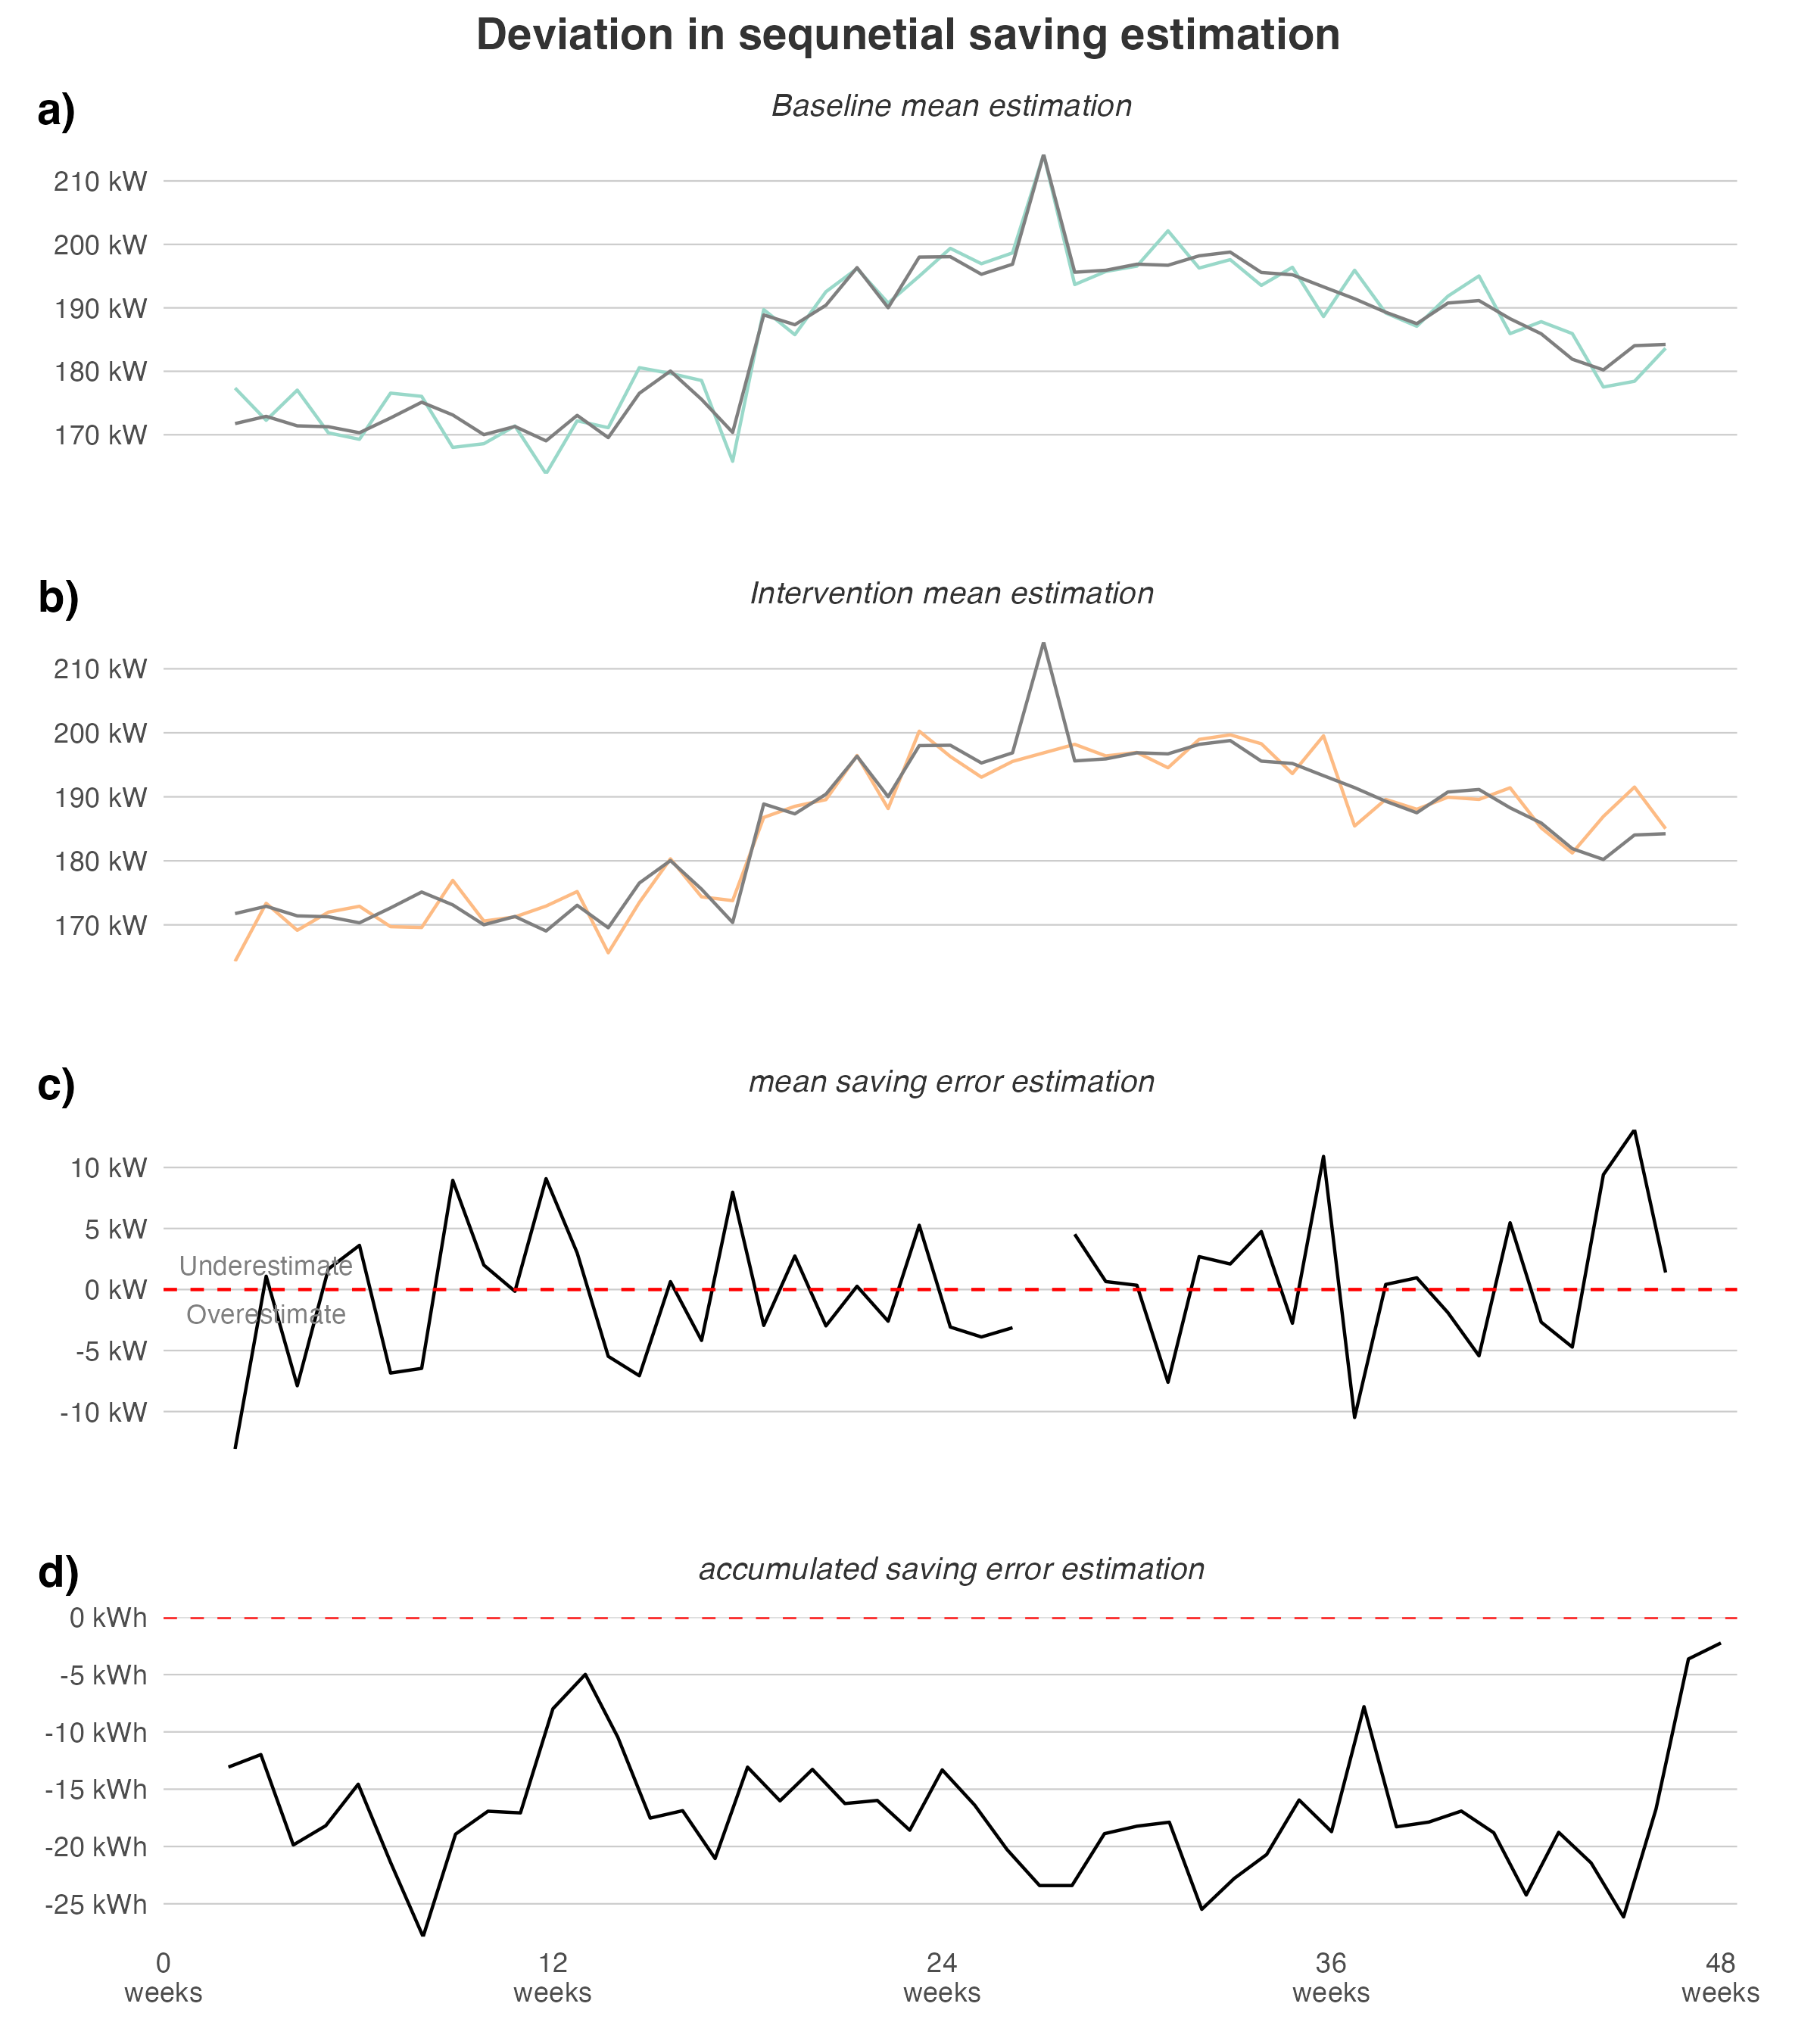 Deviation in sequnetial saving estimation
a)
Baseline mean estimation
210 kW
200 kW
190 kW
180 kW
170 kW
b)
Intervention mean estimation
210 kW
200 kW
190 kW
180 kW
170 kW
c)
mean saving error estimation
10 kW
5 kW
Underestimate
0 kW
Overestimate
-5 kW
-10 kW
d)
accumulated saving error estimation
0 kWh
-5 kWh
-10 kWh
-15 kWh
-20 kWh
-25 kWh
0 12 24 36 48
weeks weeks weeks weeks weeks